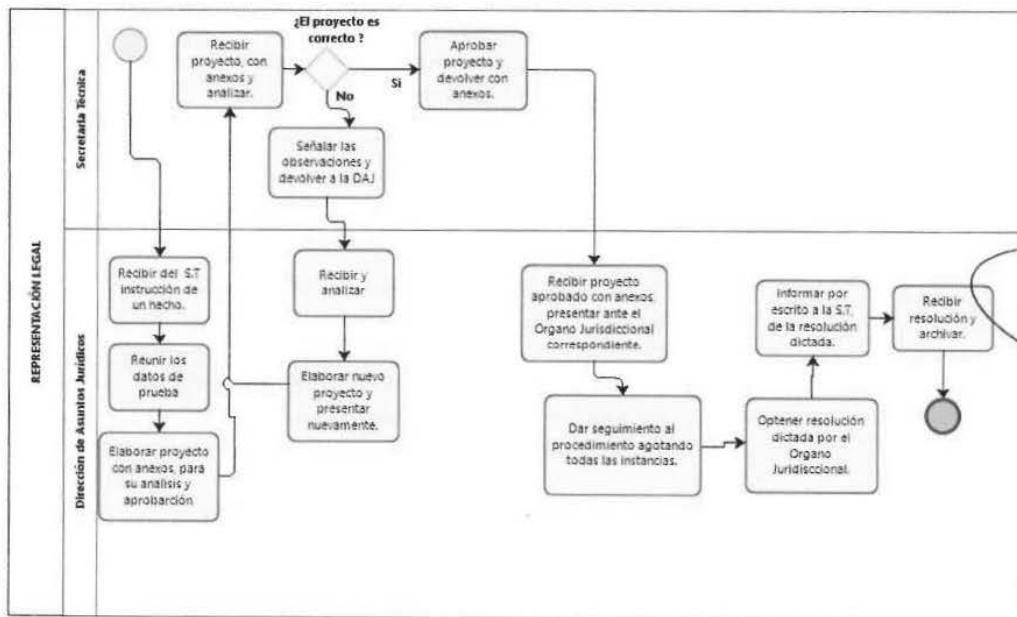 REPRESENTACIÓN LEGAL
Secretaría Técnica
¿El proyecto es
correcto ?
Recibir
proyecto, con
anexos y
analizar.
Si
Aprobar
proyecto y
devolver con
anexos.
No
Señalar las
observaciones y
devolver a la DAJ
Dirección de Asuntos Jurídicos
Recibir del S.T
instrucción de
un hecho.
Reunir los
datos de
prueba
Elaborar proyecto
con anexos, para
su análisis y
aprobarción
Recibir y
analizar
Elaborar nuevo
proyecto y
presentar
nuevamente.
Recibir proyecto
aprobado con anexos,
presentar ante el
Organo Jurisdiccional
correspondiente.
Dar seguimiento al
procedimiento agotando
todas las instancias.
Optener resolución
dictada por el
Organo
Juridisccional.
Informar por
escrito a la S.T,
de la resolución
dictada.
Recibir
resolución y
archivar.